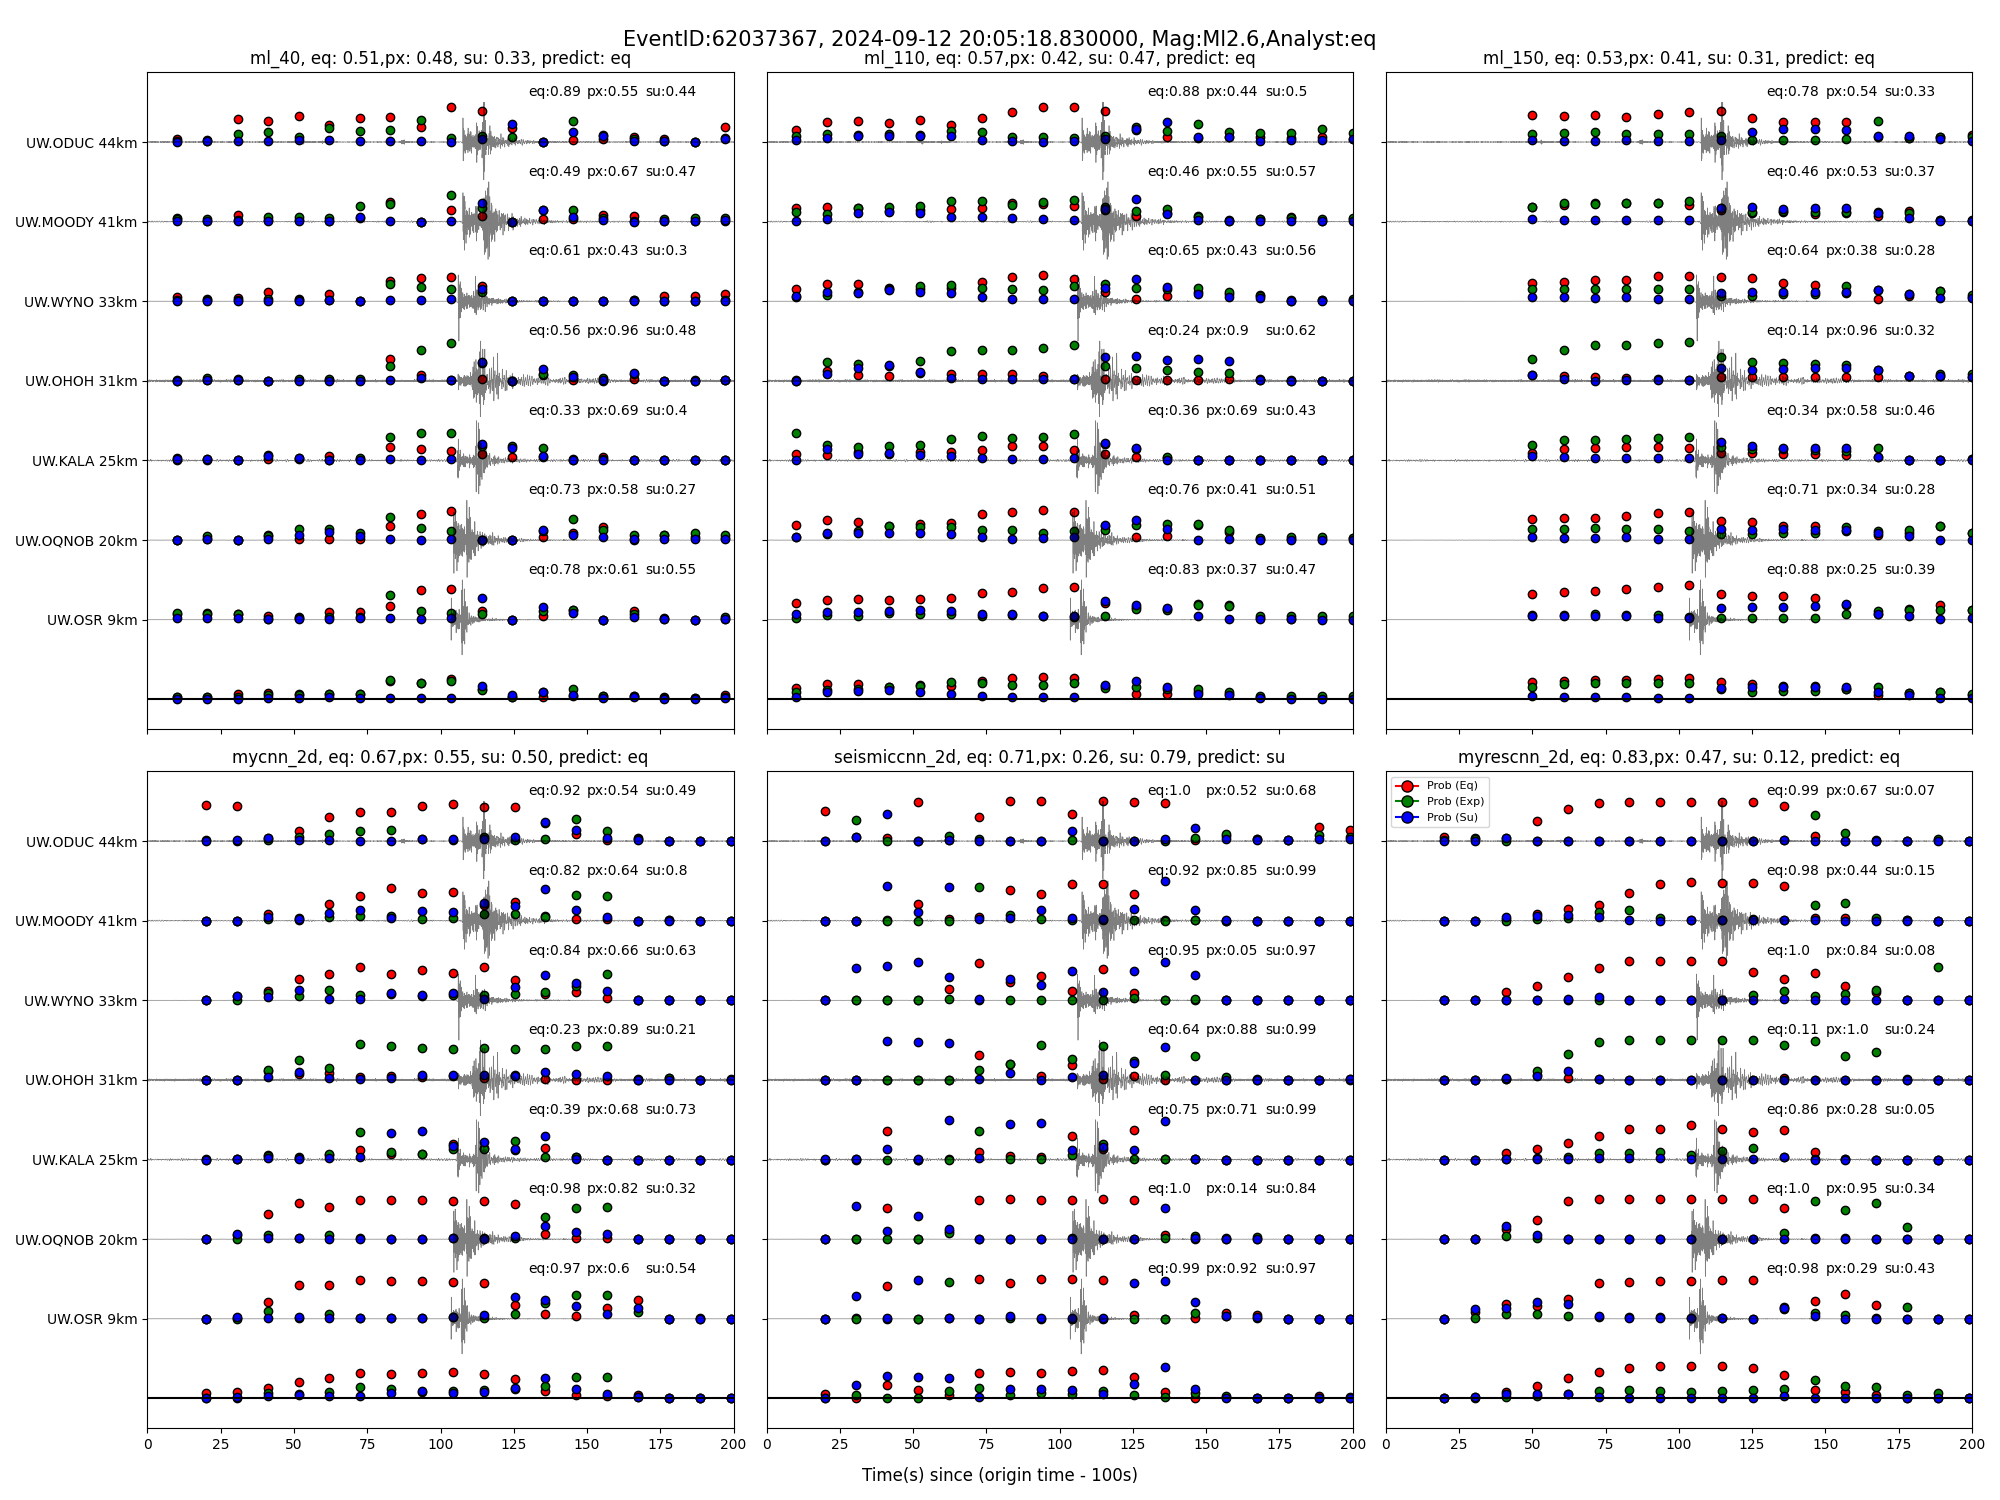 EventID:62037367, 2024-09-12 20:05:18.830000, Mag:Ml2.6,Analyst:eq
ml_40, eq: 0.51,px: 0.48, su: 0.33, predict: eq
eq:0.89 px:0.55 su:0.44
UW.ODUC 44km
eq:0.49 px:0.67 su:0.47
UW.MOODY 41km
eq:0.61 px:0.43 su:0.3
UW.WYNO 33km
eq:0.56 px:0.96 su:0.48
UW.OHOH 31km
eq:0.33 px:0.69 su:0.4
UW.KALA 25km
eq:0.73 px:0.58 su:0.27
UW.OQNOB 20km
eq:0.78 px:0.61 su:0.55
UW.OSR 9km
ml_110, eq: 0.57,px: 0.42, su: 0.47, predict: eq
eq:0.88 px:0.44 su:0.5
eq:0.46 px:0.55 su:0.57
eq:0.65 px:0.43 su:0.56
eq:0.24 px:0.9 su:0.62
eq:0.36 px:0.69 su:0.43
eq:0.76 px:0.41 su:0.51
eq:0.83 px:0.37 su:0.47
ml_150, eq: 0.53,px: 0.41, su: 0.31, predict: eq
eq:0.78 px:0.54 su:0.33
eq:0.46 px:0.53 su:0.37
eq:0.64 px:0.38 su:0.28
eq:0.14 px:0.96 su:0.32
eq:0.34 px:0.58 su:0.46
eq:0.71 px:0.34 su:0.28
eq:0.88 px:0.25 su:0.39
mycnn_2d, eq: 0.67,px: 0.55, su: 0.50, predict: eq
eq:0.92 px:0.54 su:0.49
UW.ODUC 44km
eq:0.82 px:0.64 su:0.8
UW.MOODY 41km
eq:0.84 px:0.66 su:0.63
UW.WYNO 33km
eq:0.23 px:0.89 su:0.21
UW.OHOH 31km
eq:0.39 px:0.68 su:0.73
UW.KALA 25km
eq:0.98 px:0.82 su:0.32
UW.OQNOB 20km
eq:0.97 px:0.6 su:0.54
UW.OSR 9km
0 25 50 75 100 125 150 175 200
seismiccnn_2d, eq: 0.71,px: 0.26, su: 0.79, predict: su
eq:1.0 px:0.52 su:0.68
eq:0.92 px:0.85 su:0.99
eq:0.95 px:0.05 su:0.97
eq:0.64 px:0.88 su:0.99
eq:0.75 px:0.71 su:0.99
eq:1.0 px:0.14 su:0.84
eq:0.99 px:0.92 su:0.97
0 25 50 75 100 125 150 175 200
myrescnn_2d, eq: 0.83,px: 0.47, su: 0.12, predict: eq
Prob (Eq)
Prob (Exp)
Prob (Su)
eq:0.99 px:0.67 su:0.07
eq:0.98 px:0.44 su:0.15
eq:1.0 px:0.84 su:0.08
eq:0.11 px:1.0 su:0.24
eq:0.86 px:0.28 su:0.05
eq:1.0 px:0.95 su:0.34
eq:0.98 px:0.29 su:0.43
0 25 50 75 100 125 150 175 200
Time(s) since (origin time - 100s)